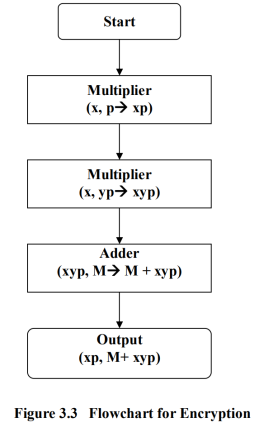 Start
Multiplier
(x, p→ xp)
Multiplier
(x, yp→ xyp)
Adder
(xyp, M→ M + xyp)
Output
(xp, M+ xyp)
Figure 3.3 Flowchart for Encryption